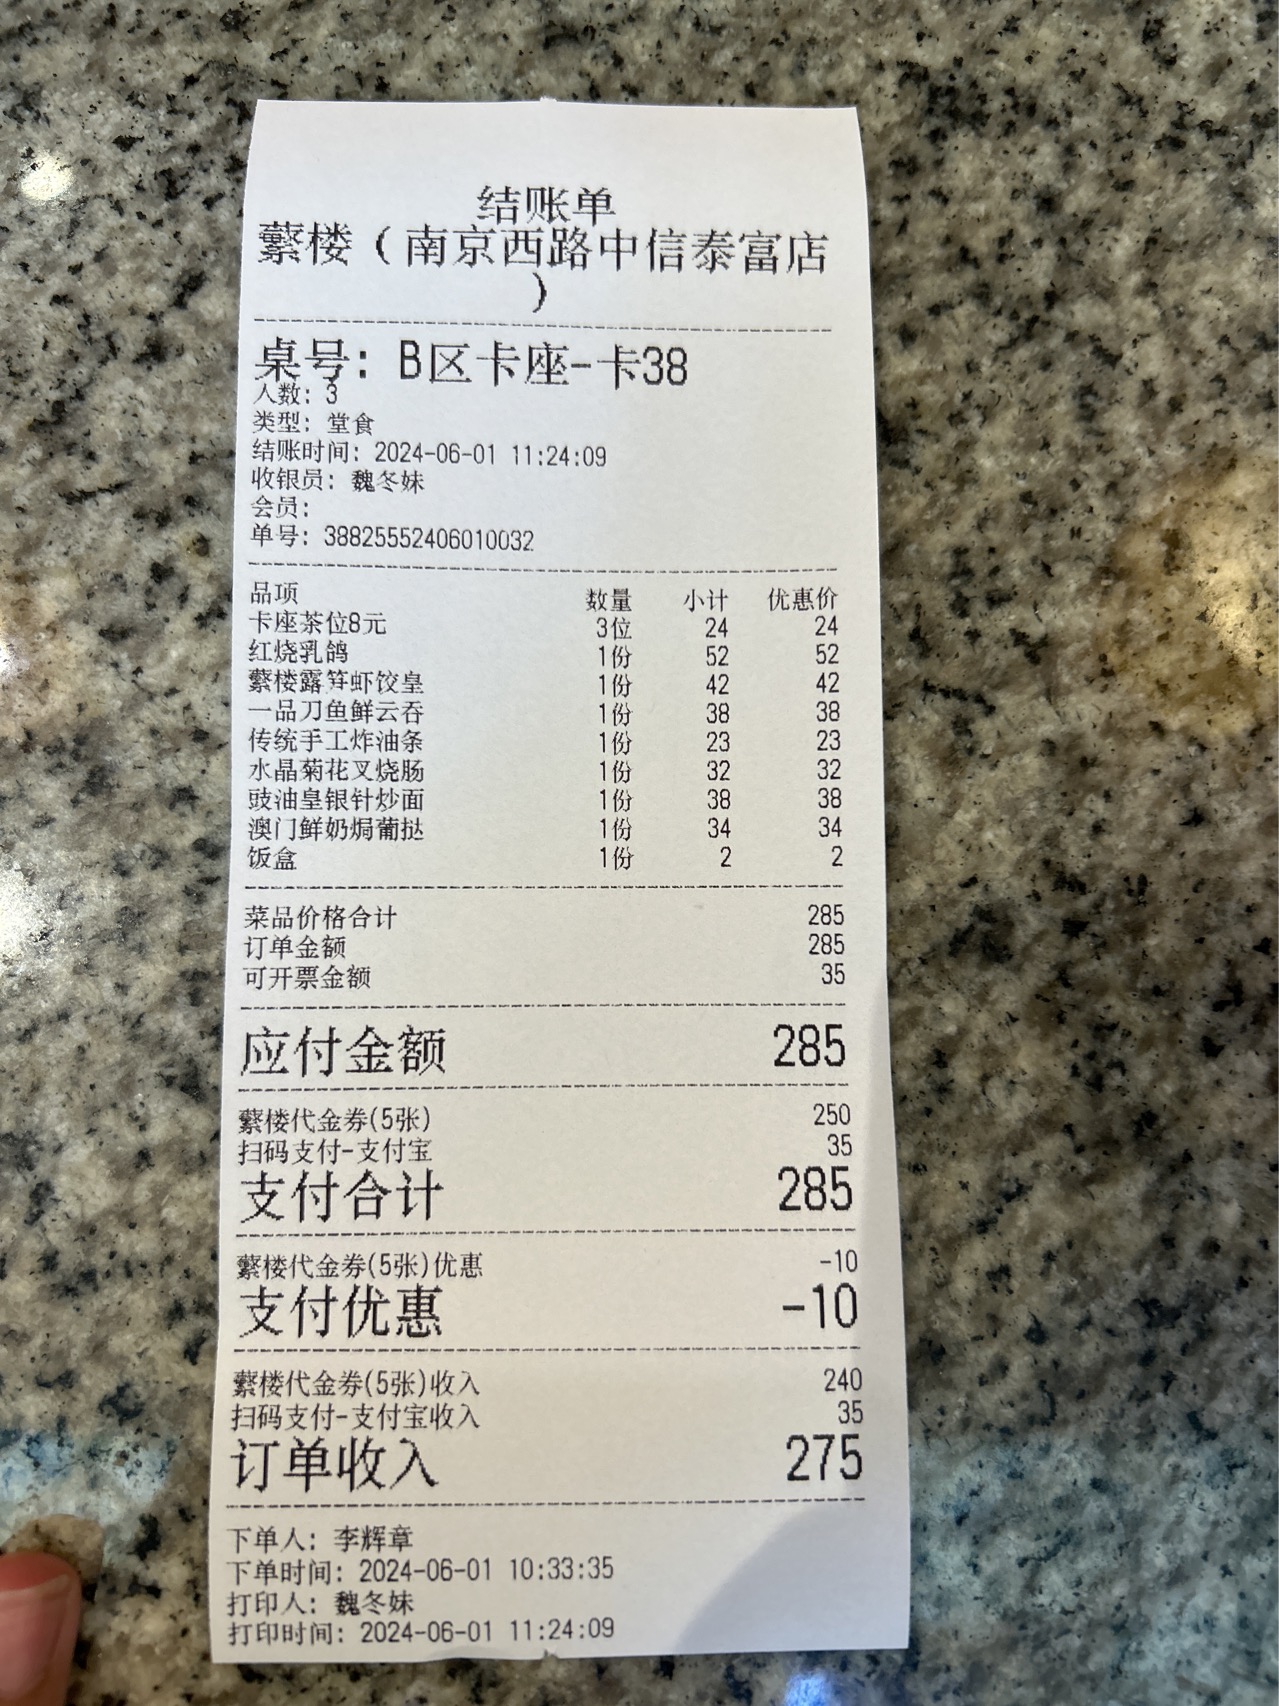 结账单
蘩楼（南京西路中信泰富店
）
桌号: B区卡座-卡38
人数: 3
类型: 堂食
结账时间: 2024-06-01 11:24:09
收银员: 魏冬妹
会员:
单号: 38825552406010032
品项 数量 小计 优惠价
卡座茶位8元 3位 24 24
红烧乳鸽 1份 52 52
蘩楼露笋虾饺皇 1份 42 42
一品刀鱼鲜云吞 1份 38 38
传统手工炸油条 1份 23 23
水晶菊花叉烧肠 1份 32 32
豉油皇银针炒面 1份 38 38
澳门鲜奶焗葡挞 1份 34 34
饭盒 1份 2 2
菜品价格合计 285
订单金额 285
可开票金额 35
应付金额 285
蘩楼代金券(5张) 250
扫码支付-支付宝 35
支付合计 285
蘩楼代金券(5张)优惠 -10
支付优惠 -10
蘩楼代金券(5张)收入 240
扫码支付-支付宝收入 35
订单收入 275
下单人: 李辉章
下单时间: 2024-06-01 10:33:35
打印人: 魏冬妹
打印时间: 2024-06-01 11:24:09